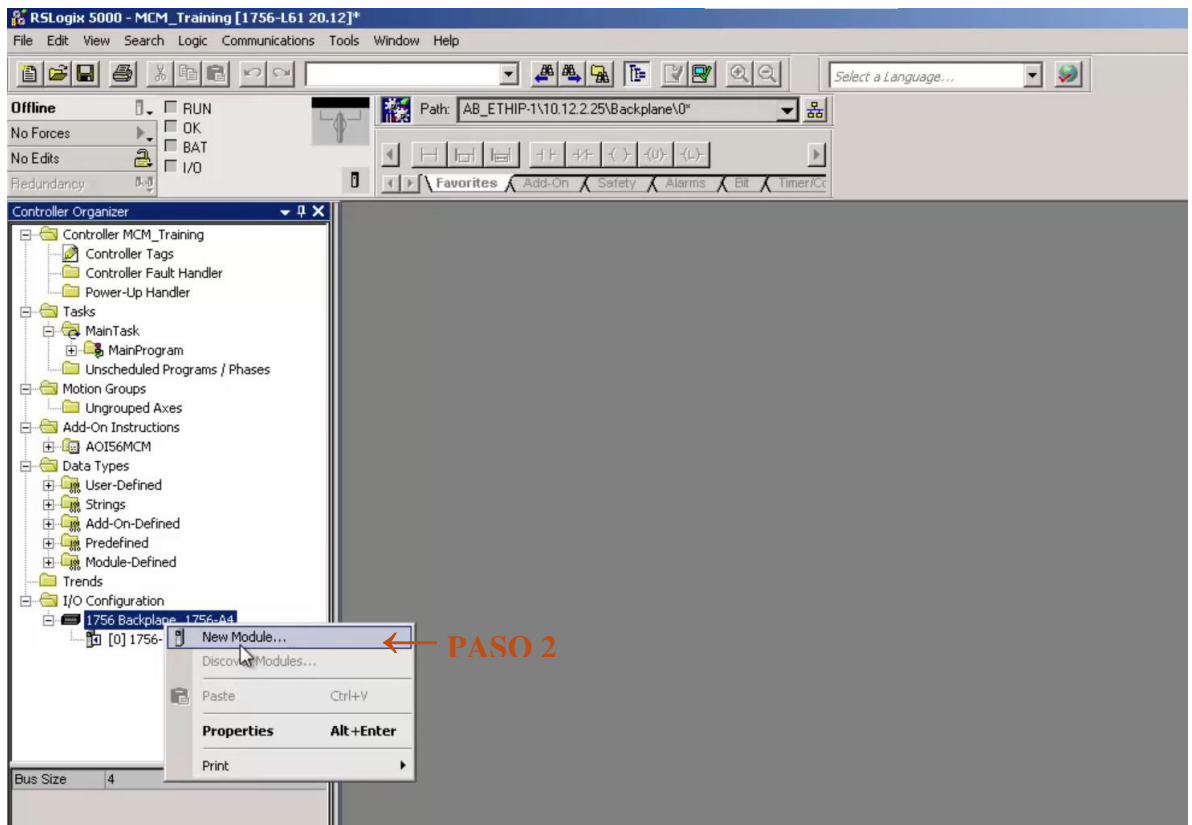 RSLogix 5000 - MCM_Training [1756-L61 20.12]*
File Edit View Search Logic Communications Tools Window Help
Select a Language...
Offline
RUN
No Forces
OK
BAT
No Edits
I/O
Redundancy
Path: AB_ETHIP-1\10.12.2.25\Backplane\0*
Favorites Add-On Safety Alarms Bit Timer/Cc
Controller Organizer
Controller MCM_Training
Controller Tags
Controller Fault Handler
Power-Up Handler
Tasks
MainTask
MainProgram
Unscheduled Programs / Phases
Motion Groups
Ungrouped Axes
Add-On Instructions
AOI56MCM
Data Types
User-Defined
Strings
Add-On-Defined
Predefined
Module-Defined
Trends
I/O Configuration
1756 Backplane, 1756-A4
[0] 1756-
New Module...
PASO 2
Discover Modules...
Paste Ctrl+V
Properties Alt+Enter
Print
Bus Size 4